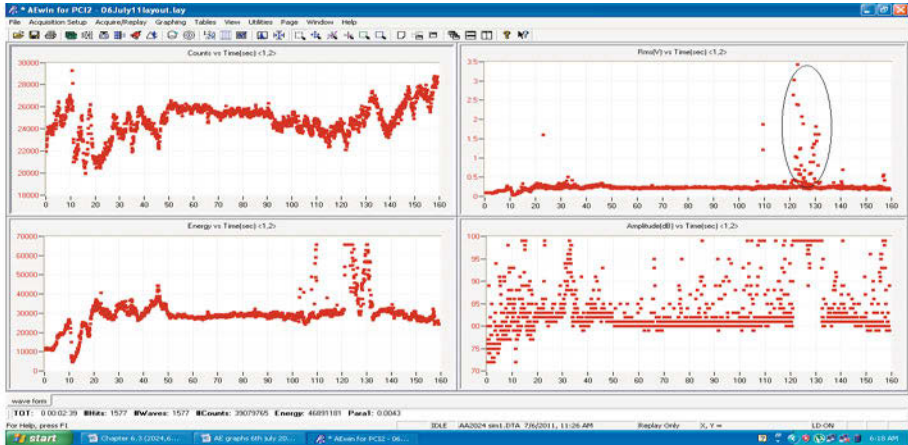 * AEwin for PCI2 - 06July11layout.lay
File Acquisition Setup Acquire/Replay Graphing Tables View Utilities Page Window Help
Counts vs Time(sec) <1,2>
30000
28000
26000
24000
22000
20000
18000
0 10 20 30 40 50 60 70 80 90 100 110 120 130 140 150 160
Rms(V) vs Time(sec) <1,2>
3.5
3
2.5
2
1.5
1
0.5
0
0 10 20 30 40 50 60 70 80 90 100 110 120 130 140 150 160
Energy vs Time(sec) <1,2>
70000
60000
50000
40000
30000
20000
10000
0
0 10 20 30 40 50 60 70 80 90 100 110 120 130 140 150 160
Amplitude(dB) vs Time(sec) <1,2>
100
95
90
85
80
75
70
0 10 20 30 40 50 60 70 80 90 100 110 120 130 140 150 160
wave form
TOT: 0:00:02:39 #Hits: 1577 #Waves: 1577 #Counts: 39079765 Energy: 46891181 Para1: 0.0043
For Help, press F1 IDLE AA2024 sim1.DTA 7/6/2011, 11:26 AM Replay Only X, Y = LD-ON
start Chapter 6.3 (2024,6... AE graphs 6th july 20... * AEwin for PCI2 - 06... 6:18 AM